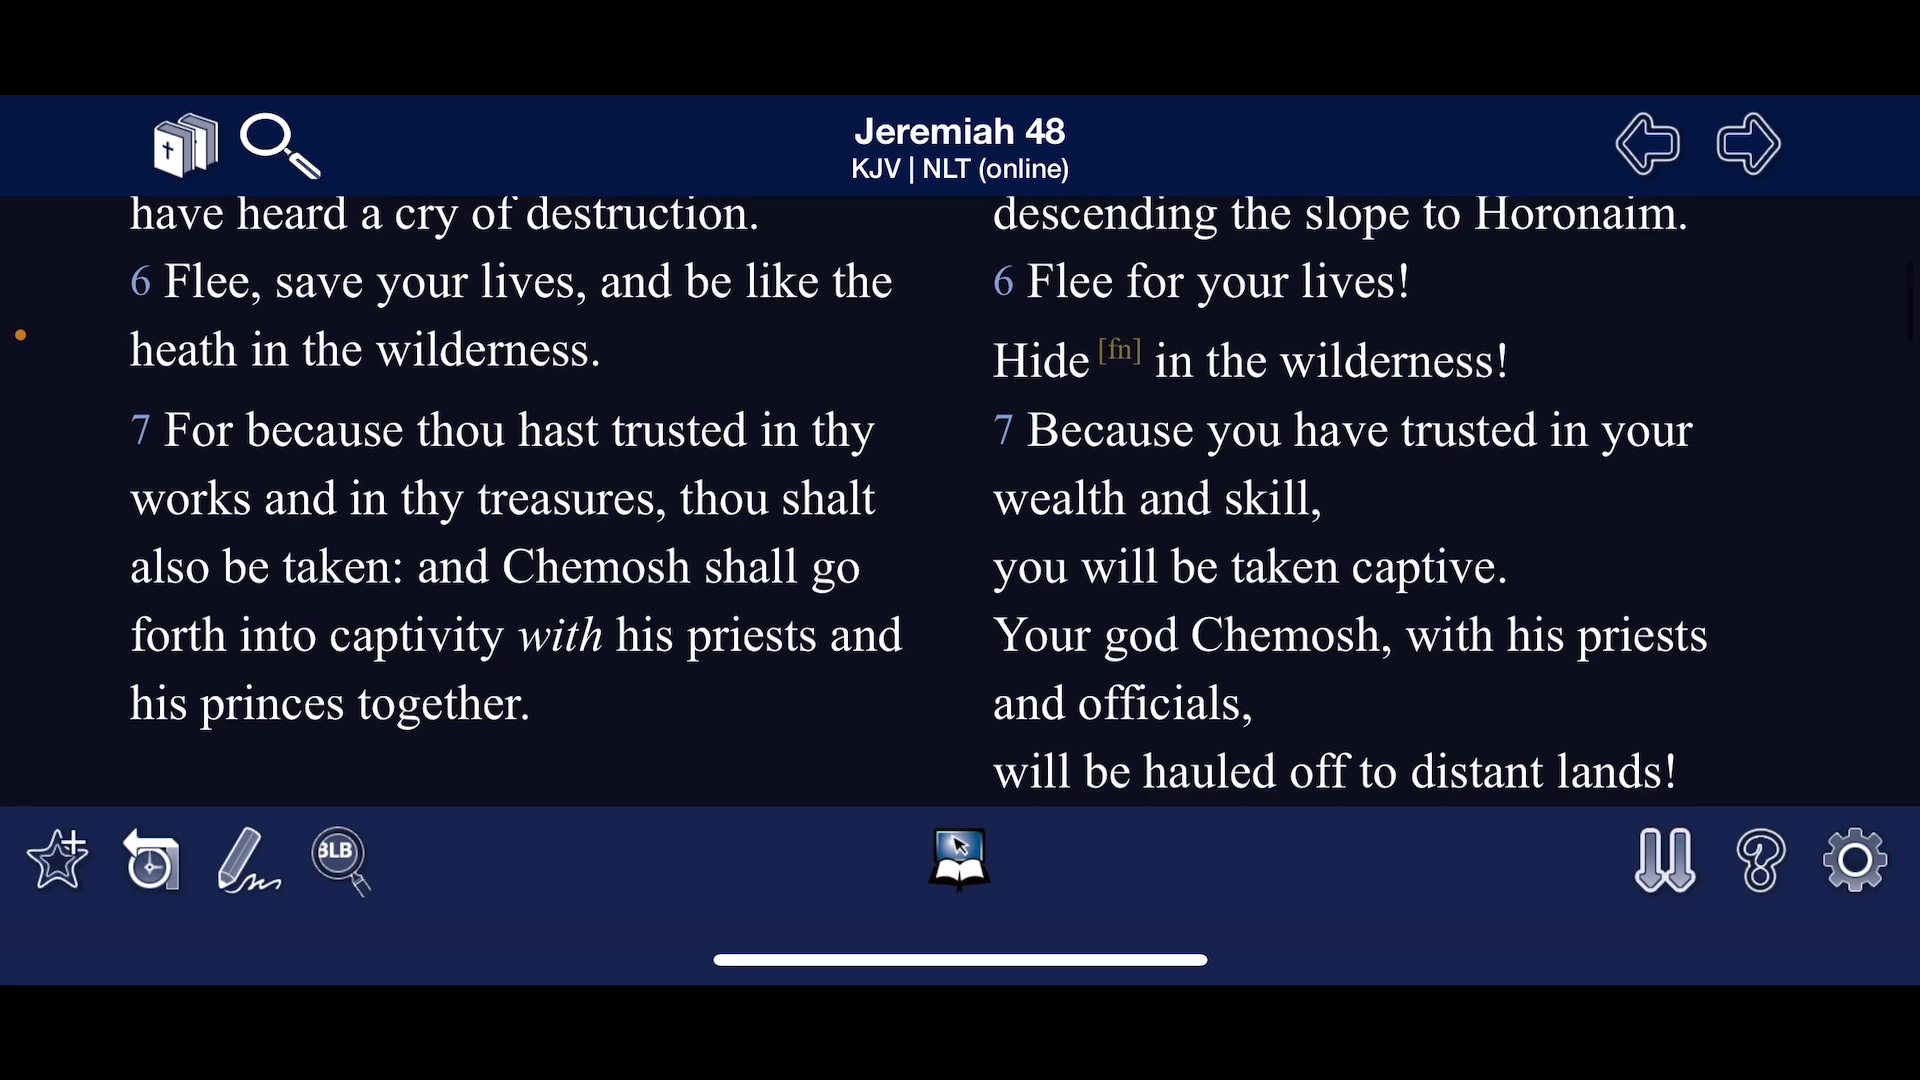 Jeremiah 48
KJV | NLT (online)
have heard a cry of destruction.
6 Flee, save your lives, and be like the
heath in the wilderness.
7 For because thou hast trusted in thy
works and in thy treasures, thou shalt
also be taken: and Chemosh shall go
forth into captivity with his priests and
his princes together.
descending the slope to Horonaim.
6 Flee for your lives!
Hide [fn] in the wilderness!
7 Because you have trusted in your
wealth and skill,
you will be taken captive.
Your god Chemosh, with his priests
and officials,
will be hauled off to distant lands!
BLB